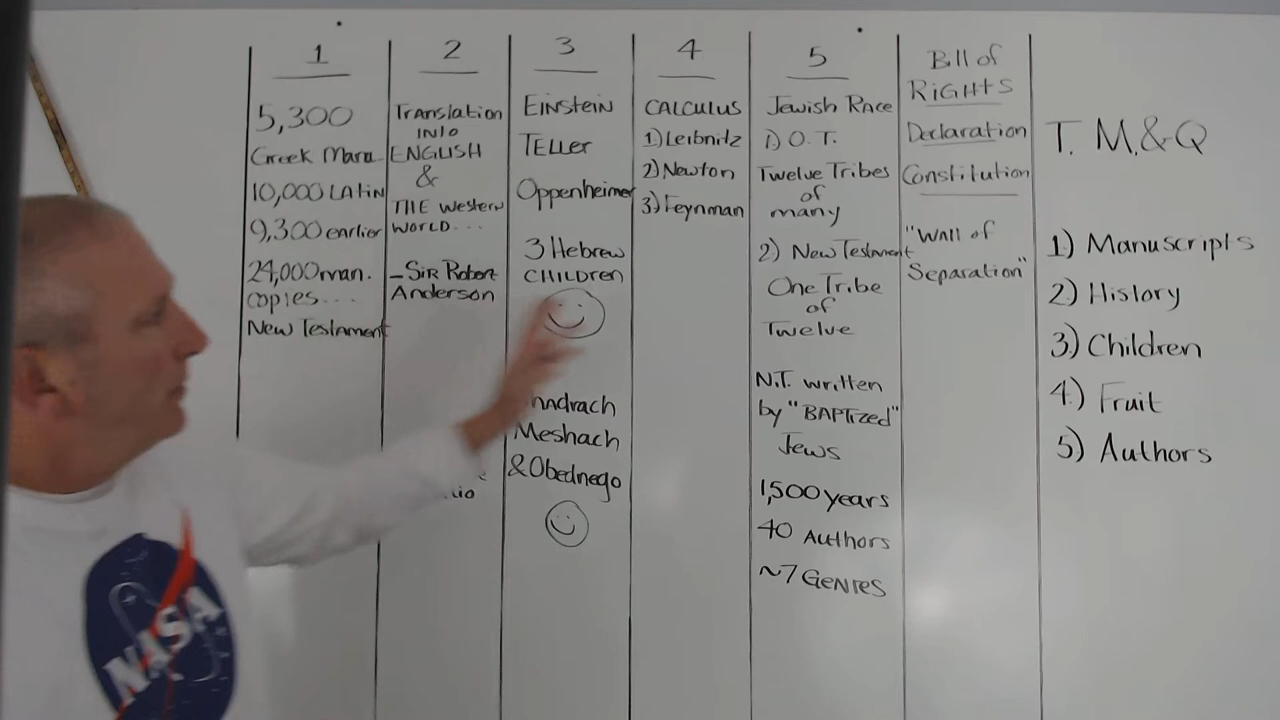 1
5,300
Greek Manu
10,000 LATIN
9,300 earlier
24,000 man.
copies...
New Testament
2
Translation
INto
ENGLISH
&
THE Western
WORLD...
- SIR Robert
Anderson
3
EINSTEIN
TELLer
Oppenheimer
3 Hebrew
CHILDREN
Meshach
& Obednego
4
CALCULUS
1) Leibnitz
2) Newton
3) Feynman
5
Jewish Race
1) O.T.
Twelve Tribes
of
many
2) New Testament
One Tribe
of
Twelve
N.T. written
by "BAPTIzed"
Jews
1,500 years
40 Authors
~7 GENres
Bill of
RIGHTS
Declaration
Constitution
"Wall of
Separation"
T. M. & Q
1) Manuscripts
2) History
3) Children
4) Fruit
5) Authors
NASA